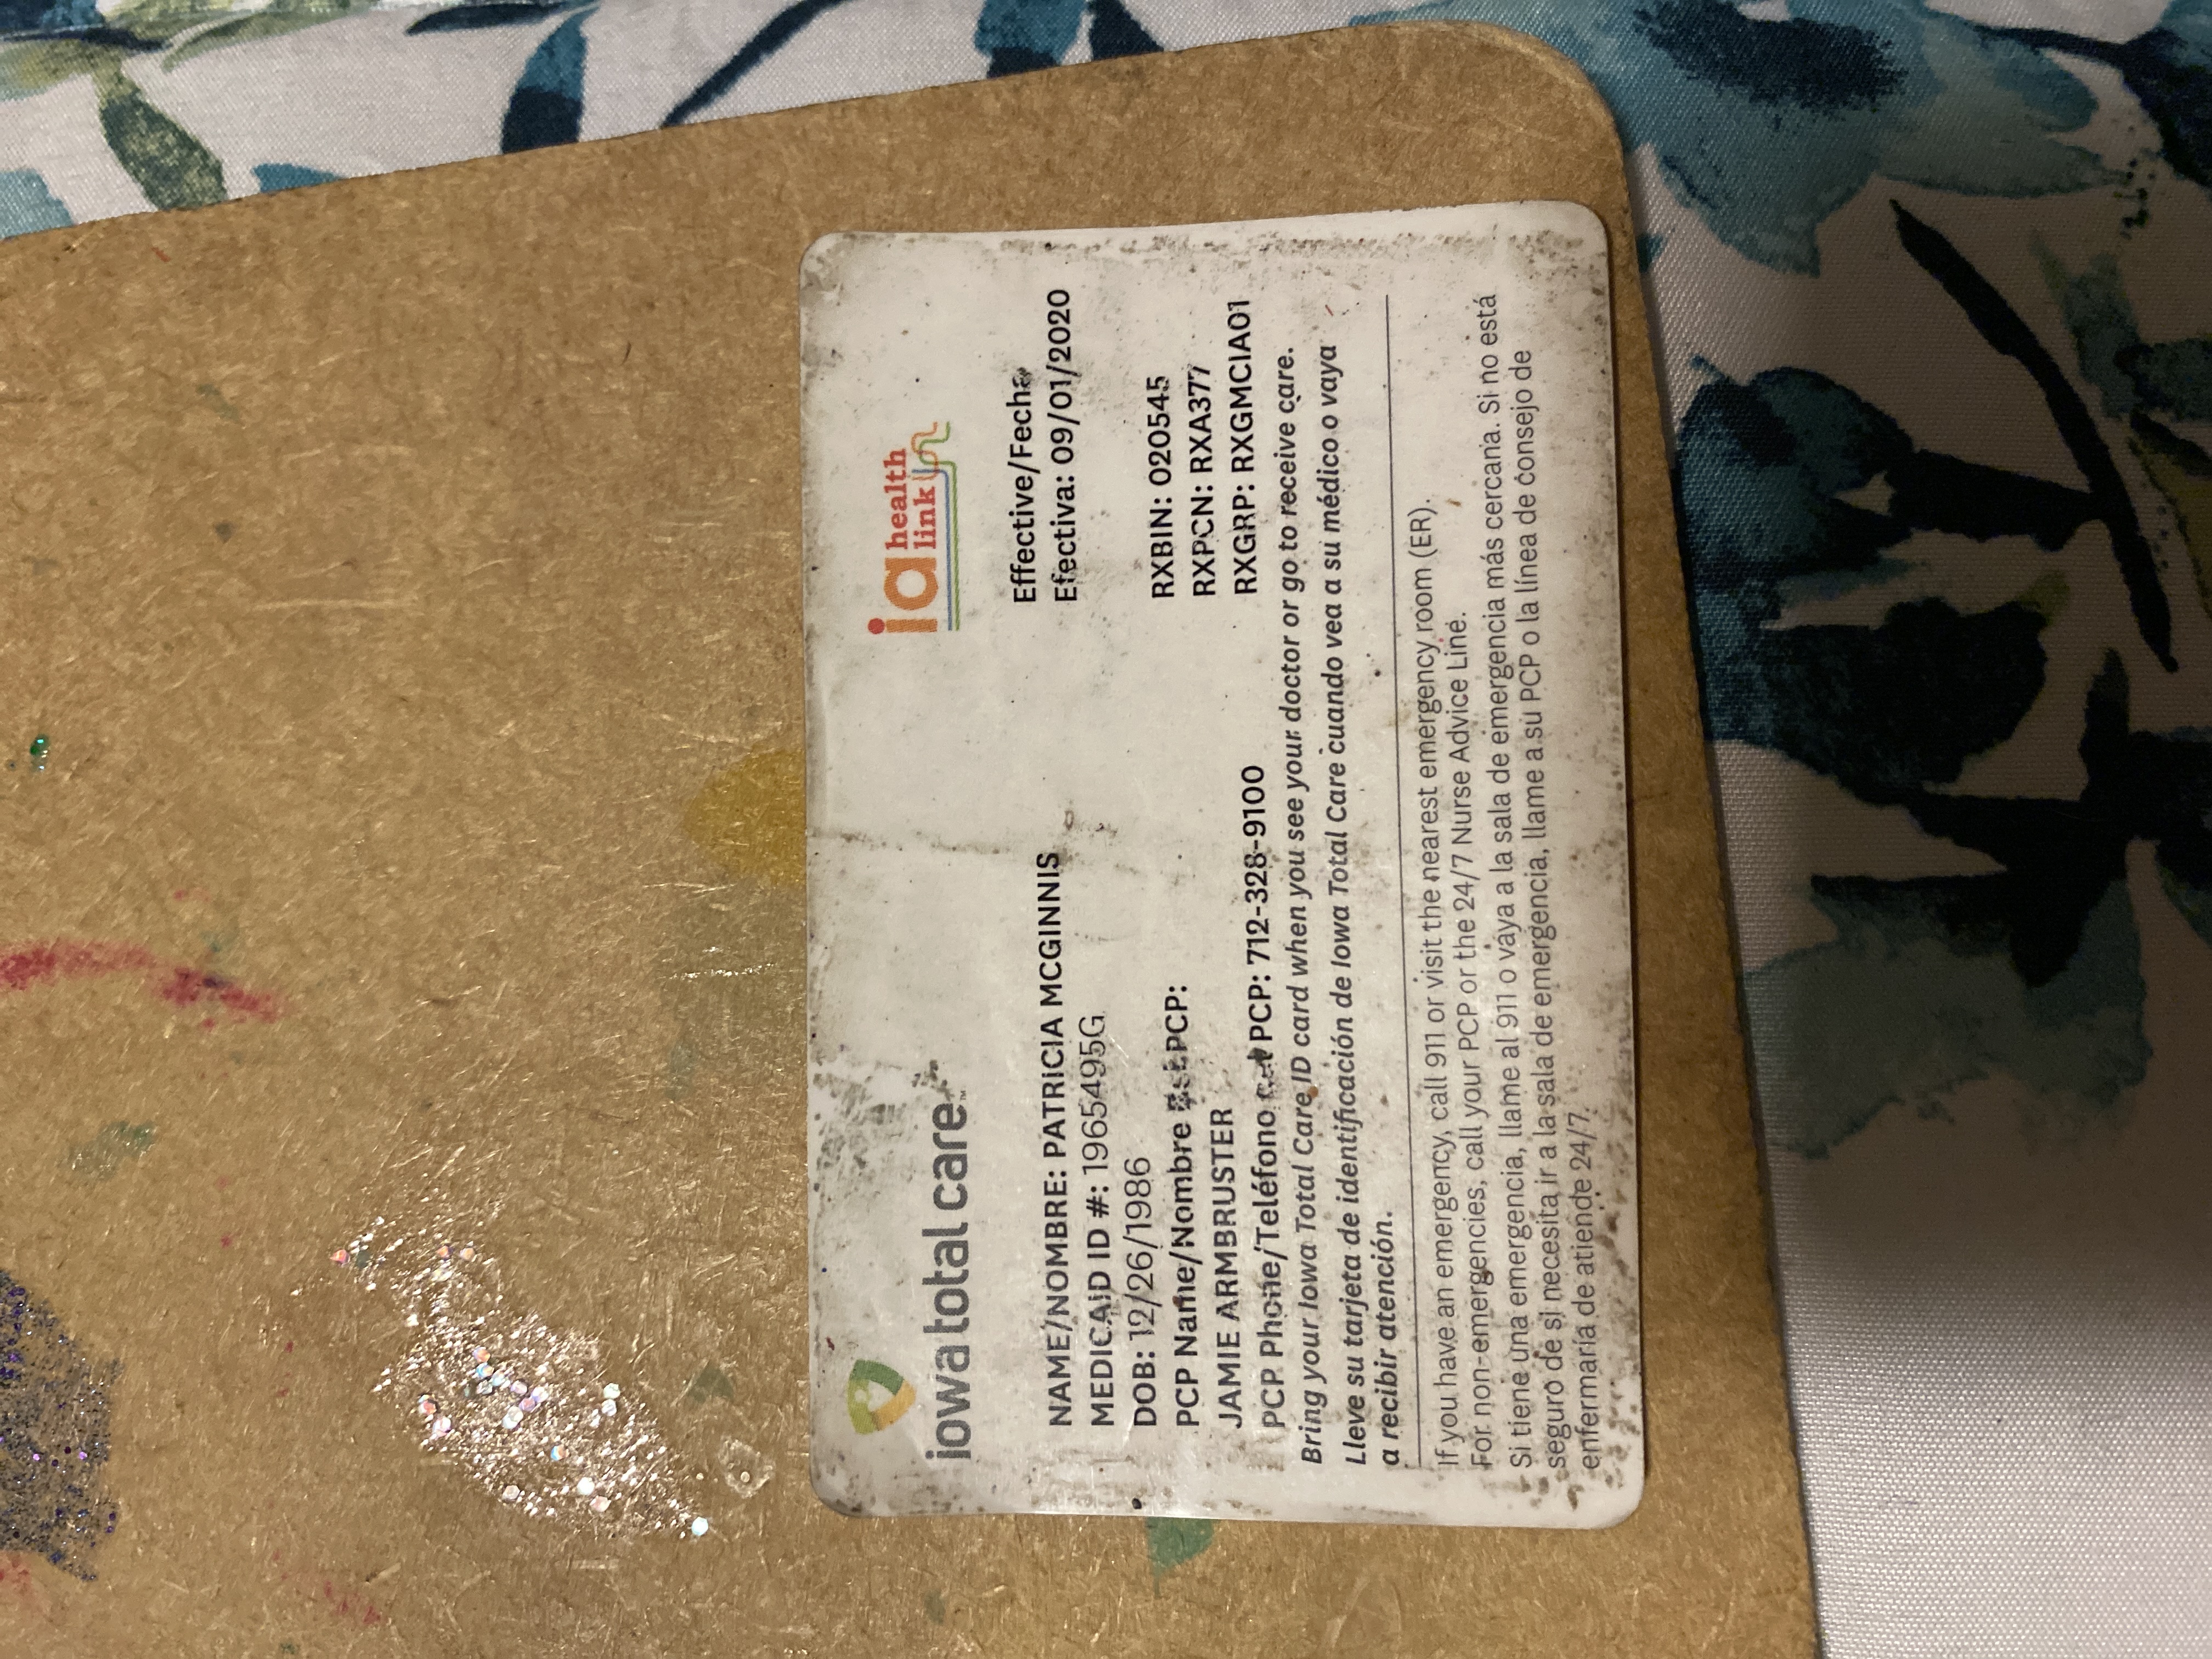 iowa total care
ia health link
NAME/NOMBRE: PATRICIA MCGINNIS
MEDICAID ID #: 19654995G
DOB: 12/26/1986
PCP Name/Nombre PCP:
JAMIE ARMBRUSTER
PCP Phone/Teléfono PCP: 712-328-9100
Effective/Fecha
Efectiva: 09/01/2020
RXBIN: 020545
RXPCN: RXA377
RXGRP: RXGMCIA01
Bring your Iowa Total Care ID card when you see your doctor or go to receive care.
Lleve su tarjeta de identificación de Iowa Total Care cuando vea a su médico o vaya
a recibir atención.
If you have an emergency, call 911 or visit the nearest emergency room (ER).
For non-emergencies, call your PCP or the 24/7 Nurse Advice Line.
Si tiene una emergencia, llame al 911 o vaya a la sala de emergencia más cercana. Si no está
seguro de si necesita ir a la sala de emergencia, llame a su PCP o la línea de consejo de
enfermaría de atiende 24/7.